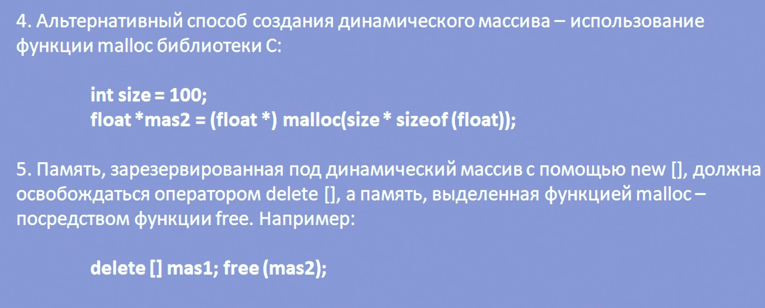 4. Альтернативный способ создания динамического массива – использование
функции malloc библиотеки C:
int size = 100;
float *mas2 = (float *) malloc(size * sizeof (float));
5. Память, зарезервированная под динамический массив с помощью new [], должна
освобождаться оператором delete [], а память, выделенная функцией malloc –
посредством функции free. Например:
delete [] mas1; free (mas2);